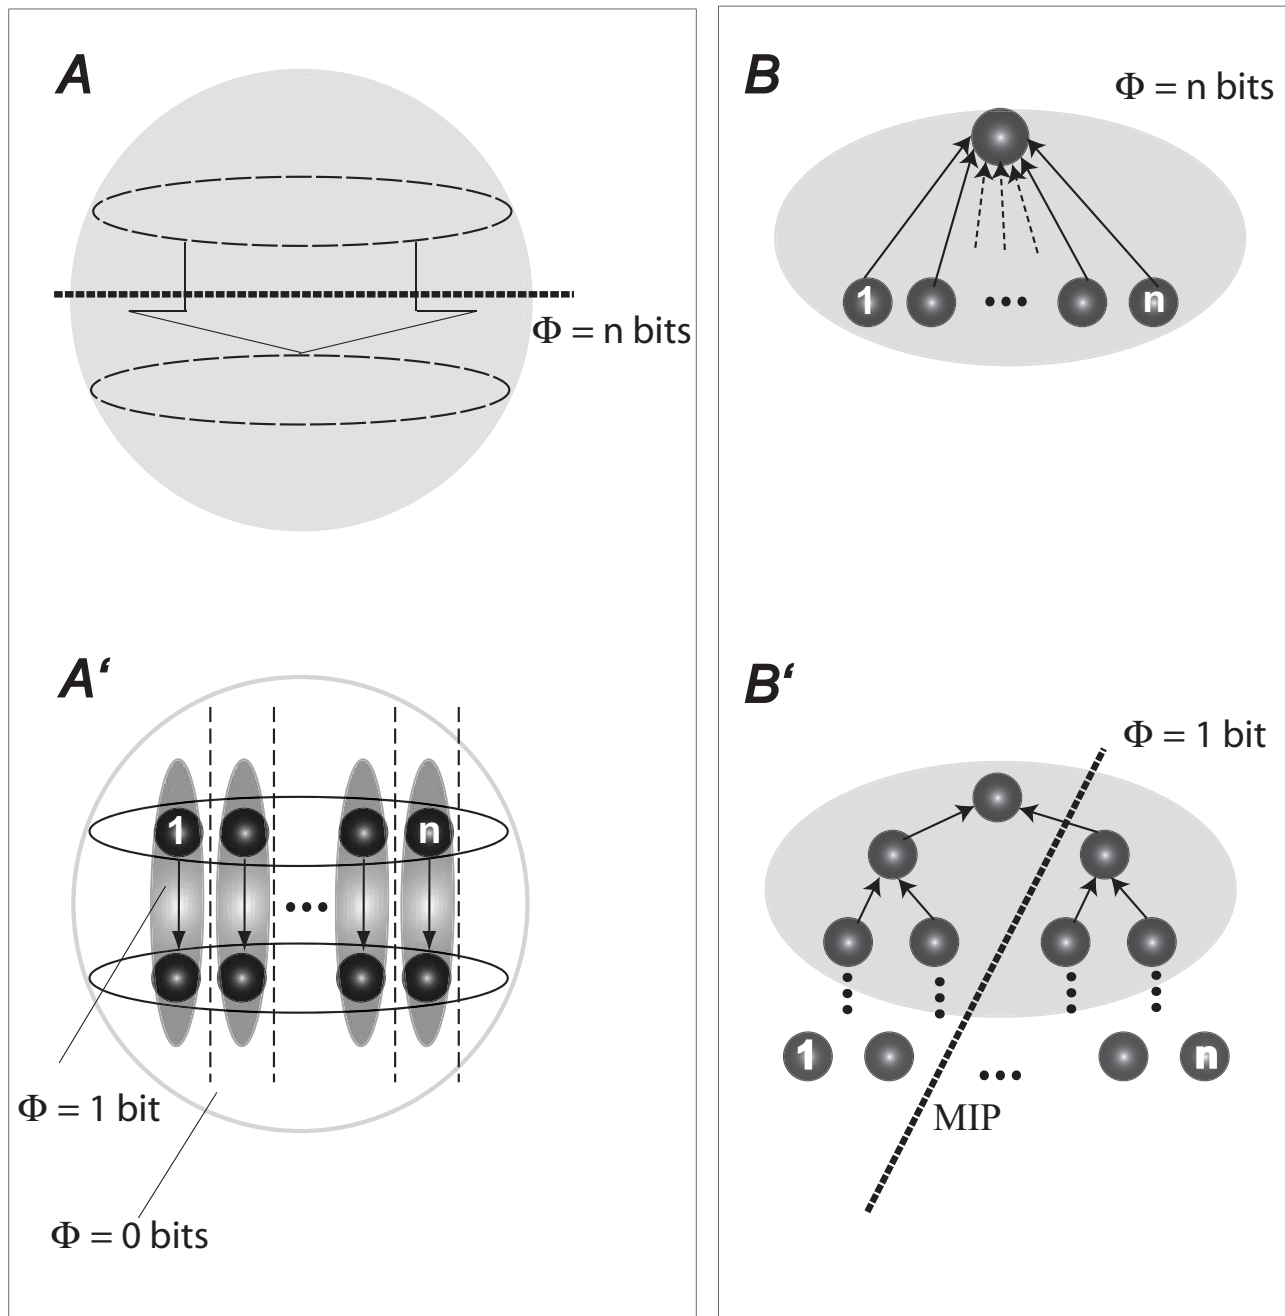 A
Φ = n bits
A‘
1
n
Φ = 1 bit
Φ = 0 bits
B
Φ = n bits
1
n
B‘
Φ = 1 bit
1
n
MIP